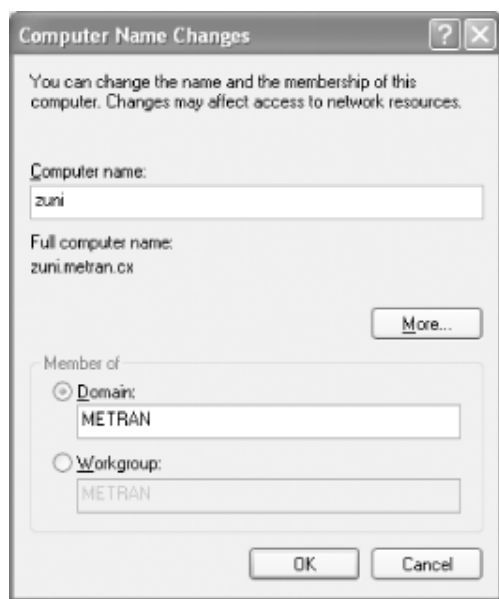 Computer Name Changes
You can change the name and the membership of this
computer. Changes may affect access to network resources.
Computer name:
zuni
Full computer name:
zuni.metran.cx
More...
Member of
Domain:
METRAN
Workgroup:
METRAN
OK
Cancel